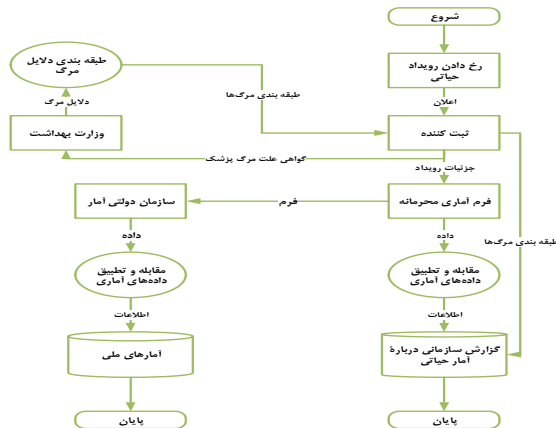 شروع
رخ دادن رویداد
حیاتی
اعلان
ثبت کننده
طبقه بندی دلایل
مرگ
دلایل مرگ
وزارت بهداشت
طبقه بندی مرگ‌ها
گواهی علت مرگ پزشک
جزئیات رویداد
فرم آماری محرمانه
فرم
سازمان دولتی آمار
طبقه بندی مرگ‌ها
داده
داده
مقابله و تطبیق
داده‌های آماری
مقابله و تطبیق
داده‌های آماری
اطلاعات
اطلاعات
گزارش سازمانی دربارهٔ
آمار حیاتی
آمارهای ملی
پایان
پایان